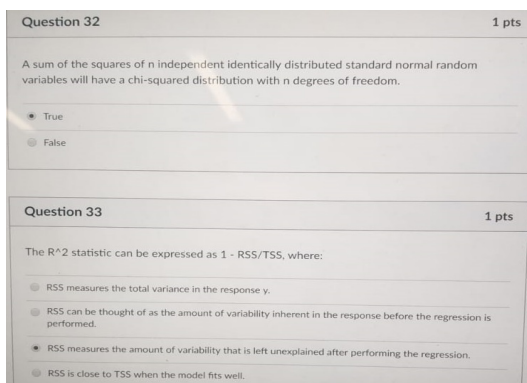 Question 32 1 pts
A sum of the squares of n independent identically distributed standard normal random
variables will have a chi-squared distribution with n degrees of freedom.
True
False
Question 33 1 pts
The R^2 statistic can be expressed as 1 - RSS/TSS, where:
RSS measures the total variance in the response y.
RSS can be thought of as the amount of variability inherent in the response before the regression is
performed.
RSS measures the amount of variability that is left unexplained after performing the regression.
RSS is close to TSS when the model fits well.